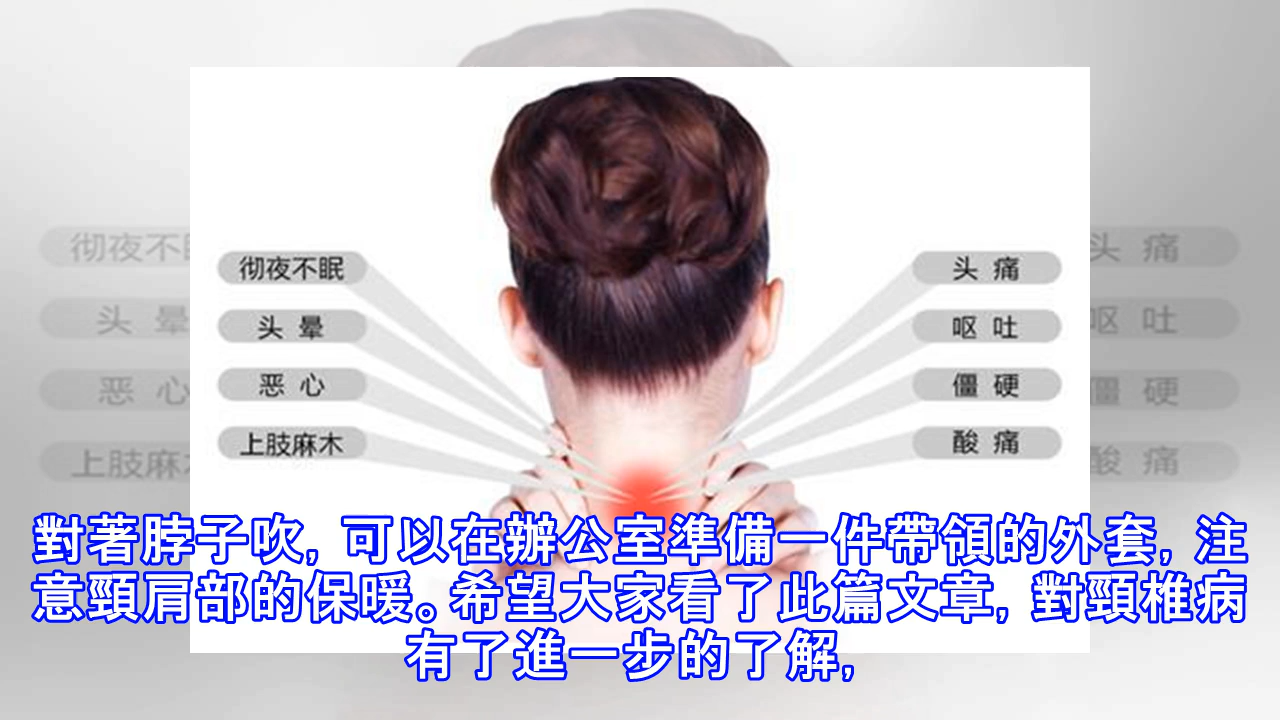 彻夜不眠
头 晕
恶 心
上肢麻木
头 痛
呕 吐
僵 硬
酸 痛
對著脖子吹, 可以在辦公室準備一件帶領的外套, 注
意頸肩部的保暖。希望大家看了此篇文章, 對頸椎病
有了進一步的了解,